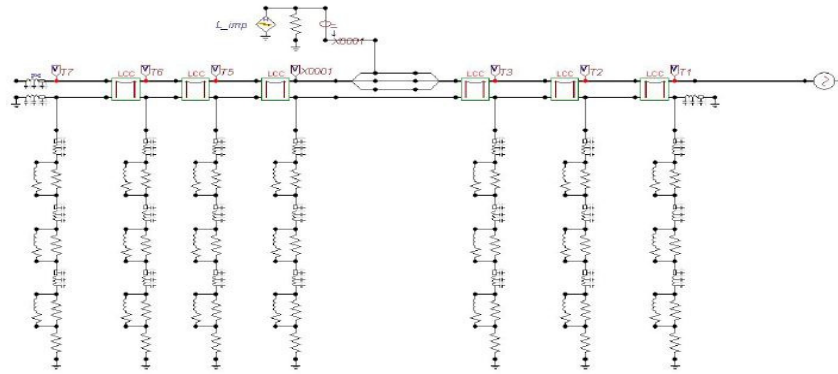 I_imp
X0001
T7
LCC
T6
LCC
T5
LCC
X0001
LCC
T3
LCC
T2
LCC
T1